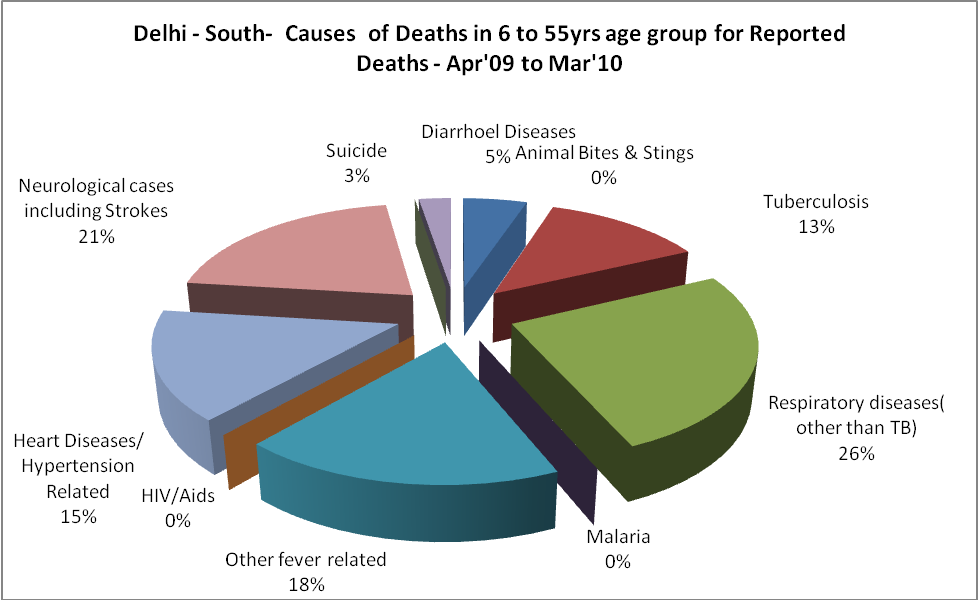 Delhi - South-  Causes  of Deaths in 6 to 55yrs age group for Reported
Deaths - Apr'09 to Mar'10
Diarrhoel Diseases
5%
Animal Bites & Stings
0%
Tuberculosis
13%
Respiratory diseases(
other than TB)
26%
Malaria
0%
Other fever related
18%
HIV/Aids
0%
Heart Diseases/
Hypertension
Related
15%
Neurological cases
including Strokes
21%
Suicide
3%